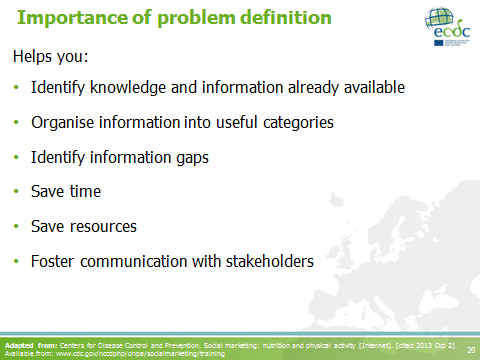 Importance of problem definition
ecdc
Helps you:
• Identify knowledge and information already available
• Organise information into useful categories
• Identify information gaps
• Save time
• Save resources
• Foster communication with stakeholders
Adapted from: Centers for Disease Control and Prevention. Social marketing: nutrition and physical activity [Internet]. [cited 2013 Oct 2].
Available from: www.cdc.gov/nccdphp/dnpa/socialmarketing/training
20